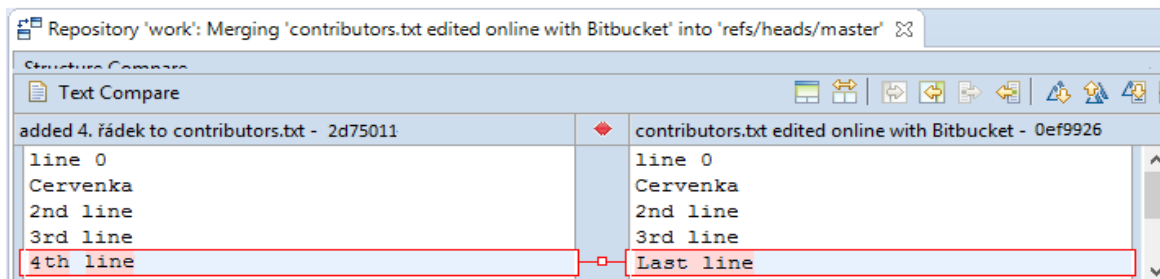 Repository 'work': Merging 'contributors.txt edited online with Bitbucket' into 'refs/heads/master'
Structure Compare
Text Compare
added 4. řádek to contributors.txt - 2d75011
contributors.txt edited online with Bitbucket - 0ef9926
line 0
Cervenka
2nd line
3rd line
4th line
line 0
Cervenka
2nd line
3rd line
Last line